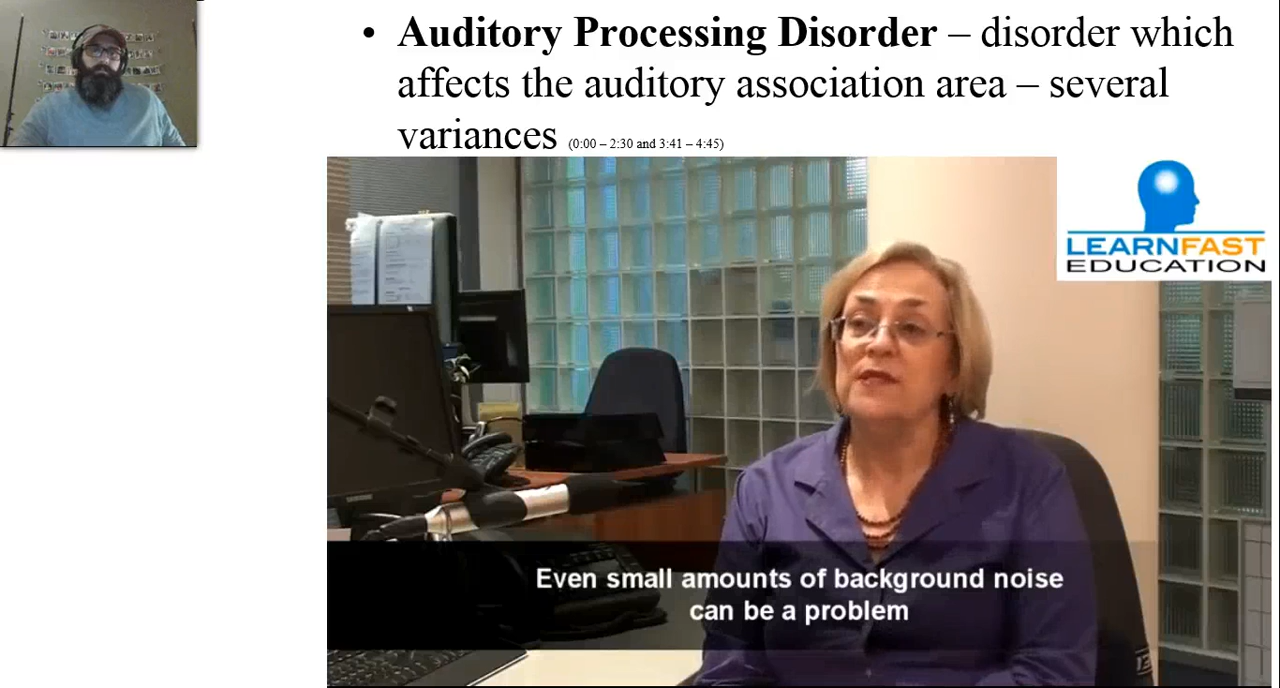 • Auditory Processing Disorder – disorder which
affects the auditory association area – several
variances (0:00 – 2:30 and 3:41 – 4:45)
LEARNFAST
EDUCATION
Even small amounts of background noise
can be a problem